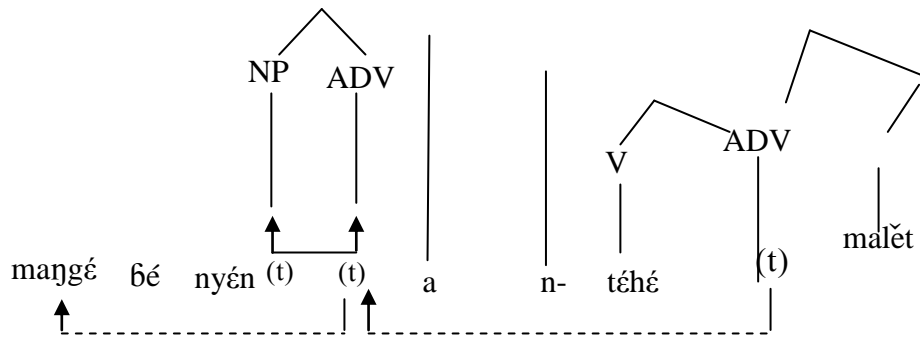 NP ADV
V ADV
malět
maŋgɛ́ ɓé nyɛ́n (t) (t) a n- tɛ́hɛ́ (t)